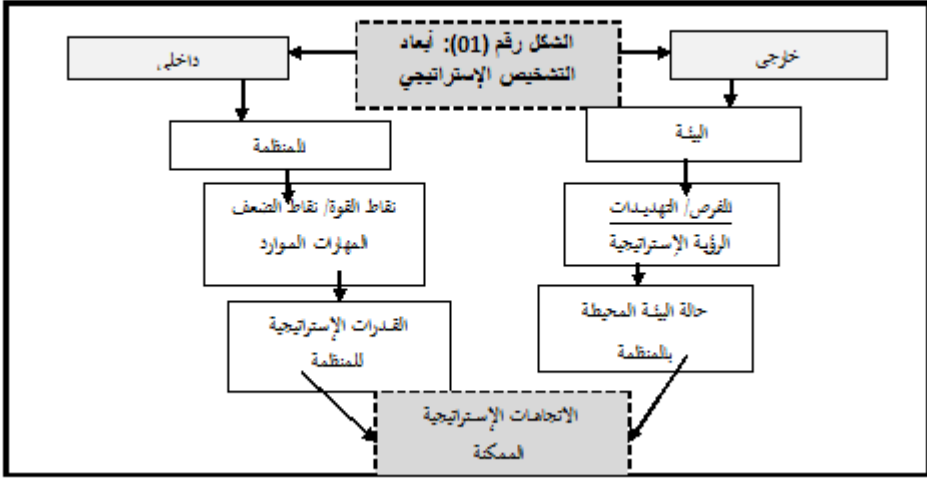 الشكل رقم (01): أبعاد
التشخيص الإستراتيجي
خارجي
داخلي
البيئة
للمنظمة
للفرص/ التهديدات
الرؤية الإستراتيجية
نقاط القوة/ نقاط الضعف
المهارات الموارد
حالة البيئة المحيطة
بالمنظمة
القدرات الإستراتيجية
للمنظمة
الاتجاهات الإستراتيجية
الممكنة